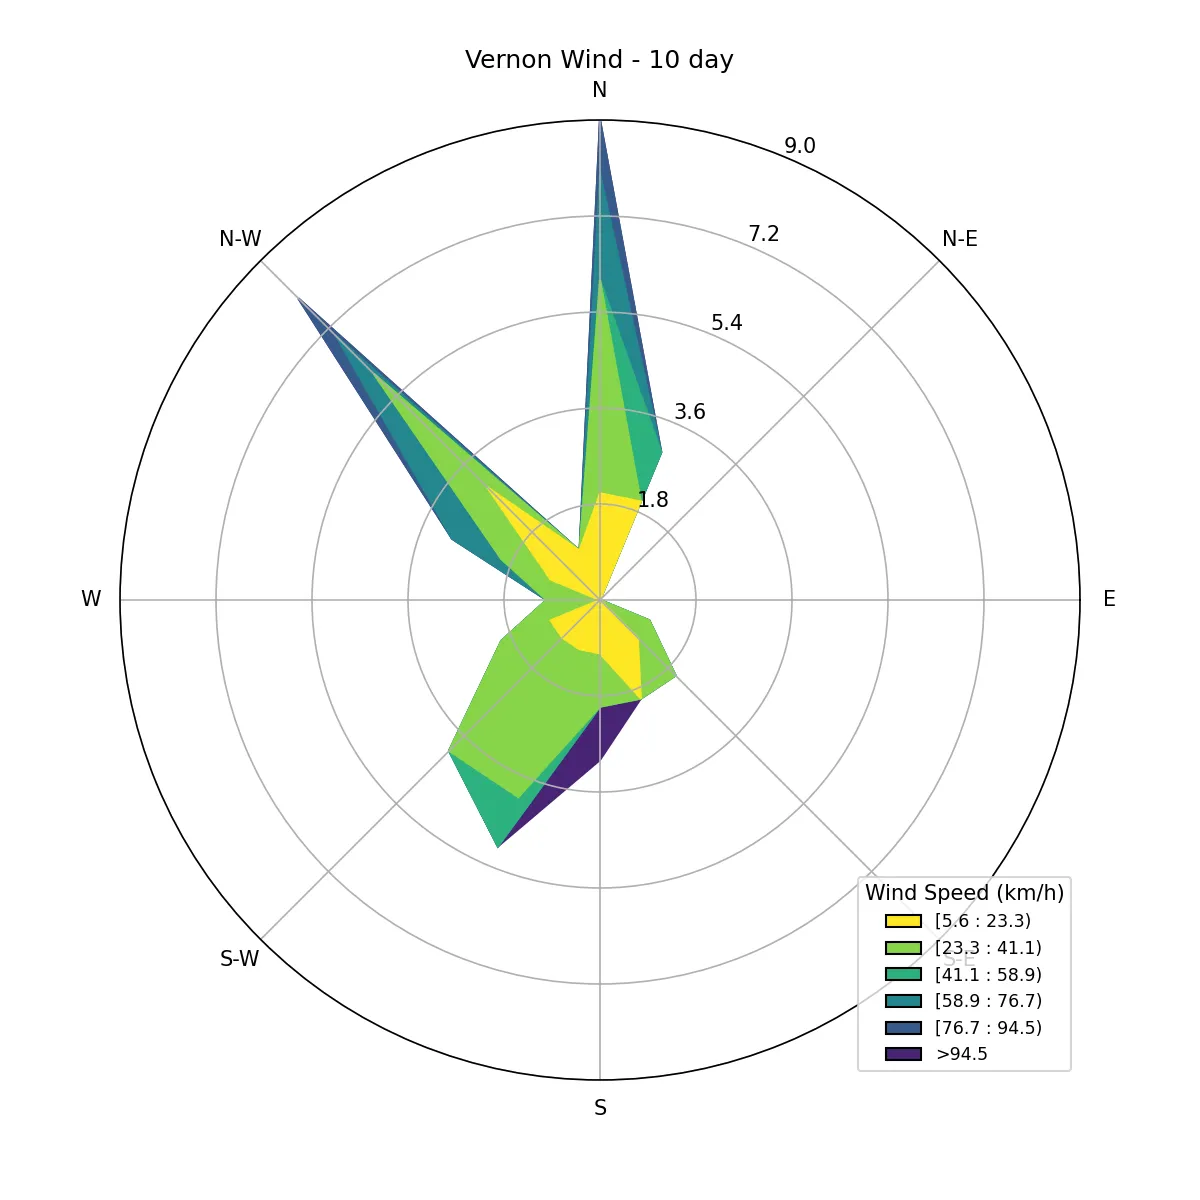 Vernon Wind - 10 day
N
9.0
N-W
N-E
7.2
5.4
3.6
1.8
W
E
S-W
S-E
Wind Speed (km/h)
[5.6 : 23.3)
[23.3 : 41.1)
[41.1 : 58.9)
[58.9 : 76.7)
[76.7 : 94.5)
>94.5
S